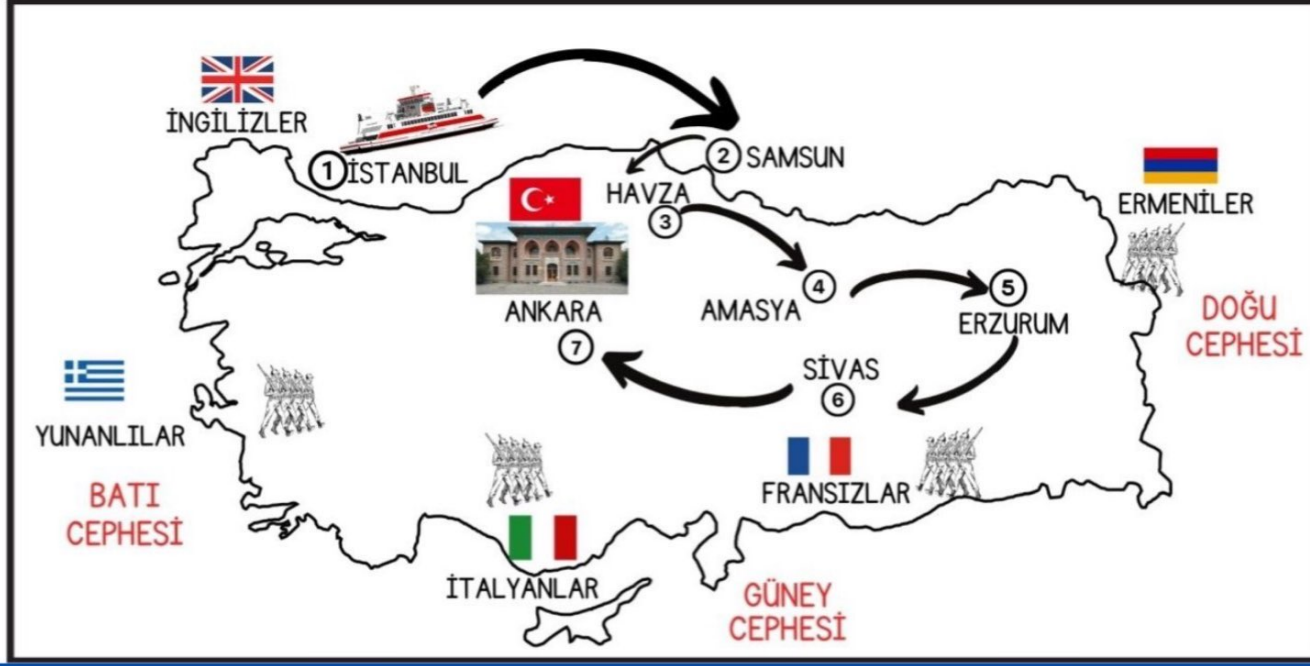 İNGİLİZLER
1 İSTANBUL
2 SAMSUN
HAVZA
3
ERMENİLER
4
AMASYA
5
ERZURUM
ANKARA
7
DOĞU
CEPHESİ
SİVAS
6
YUNANLILAR
BATI
CEPHESİ
FRANSIZLAR
İTALYANLAR
GÜNEY
CEPHESİ